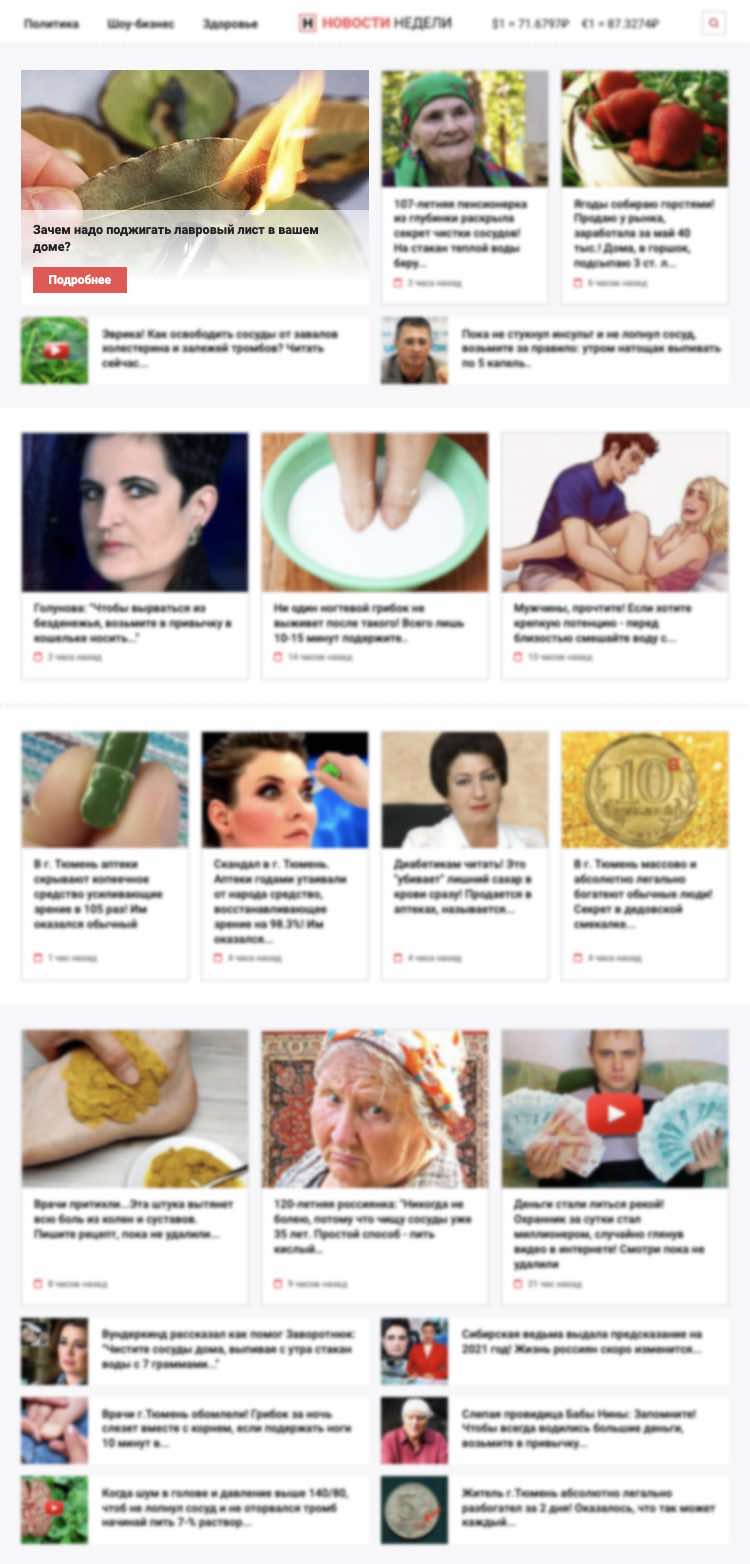 Политика Шоу-бизнес Здоровье Н НОВОСТИ НЕДЕЛИ $1 = 71.6797₽ €1 = 87.3274₽
Зачем надо поджигать лавровый лист в вашем
доме?
Подробнее
107-летняя пенсионерка
из глубинки раскрыла
секрет чистки сосудов!
На стакан теплой воды
беру...
3 часа назад
Ягоды собираю горстями!
Продаю у рынка,
заработала за май 40
тыс.! Дома, в горшок,
подсыпаю 3 ст. л...
6 часов назад
Эврика! Как освободить сосуды от завалов
холестерина и залежей тромбов? Читать
сейчас...
Пока не стукнул инсульт и не лопнул сосуд,
возьмите за правило: утром натощак выпивать
по 5 капель..
Голунова: "Чтобы вырваться из
безденежья, возьмите в привычку в
кошельке носить..."
3 часа назад
Ни один ногтевой грибок не
выживет после такого! Всего лишь
10-15 минут подержите..
14 часов назад
Мужчины, прочтите! Если хотите
крепкую потенцию - перед
близостью смешайте воду с...
13 часов назад
В г. Тюмень аптеки
скрывают копеечное
средство усиливающие
зрение в 105 раз! Им
оказался обычный
1 час назад
Скандал в г. Тюмень.
Аптеки годами утаивали
от народа средство,
восстанавливающее
зрение на 98.3%! Им
оказался...
4 часа назад
Диабетикам читать! Это
"убивает" лишний сахар в
крови сразу! Продается в
аптеках, называется...
4 часа назад
10
В г. Тюмень массово и
абсолютно легально
богатеют обычные люди!
Секрет в дедовской
смекалке...
4 часа назад
Врачи притихли...Эта штука вытянет
всю боль из колен и суставов.
Пишите рецепт, пока не удалили...
8 часов назад
120-летняя россиянка: "Никогда не
болею, потому что чищу сосуды уже
35 лет. Простой способ - пить
кислый...
9 часов назад
Деньги стали литься рекой!
Охранник за сутки стал
миллионером, случайно глянув
видео в интернете! Смотри пока не
удалили
21 час назад
Вундеркинд рассказал как помог Заворотнюк:
"Чистите сосуды дома, выпивая с утра стакан
воды с 7 граммами..."
Сибирская ведьма выдала предсказание на
2021 год! Жизнь россиян скоро изменится...
Врачи г.Тюмень обомлели! Грибок за ночь
слезет вместе с корнем, если подержать ноги
10 минут в...
Слепая провидица Бабы Нины: Запомните!
Чтобы всегда водились большие деньги,
возьмите в привычку...
Когда шум в голове и давление выше 140/80,
чтоб не лопнул сосуд и не оторвался тромб
начинай пить 7-% раствор...
5
Житель г.Тюмень абсолютно легально
разбогател за 2 дня! Оказалось, что так может
каждый...